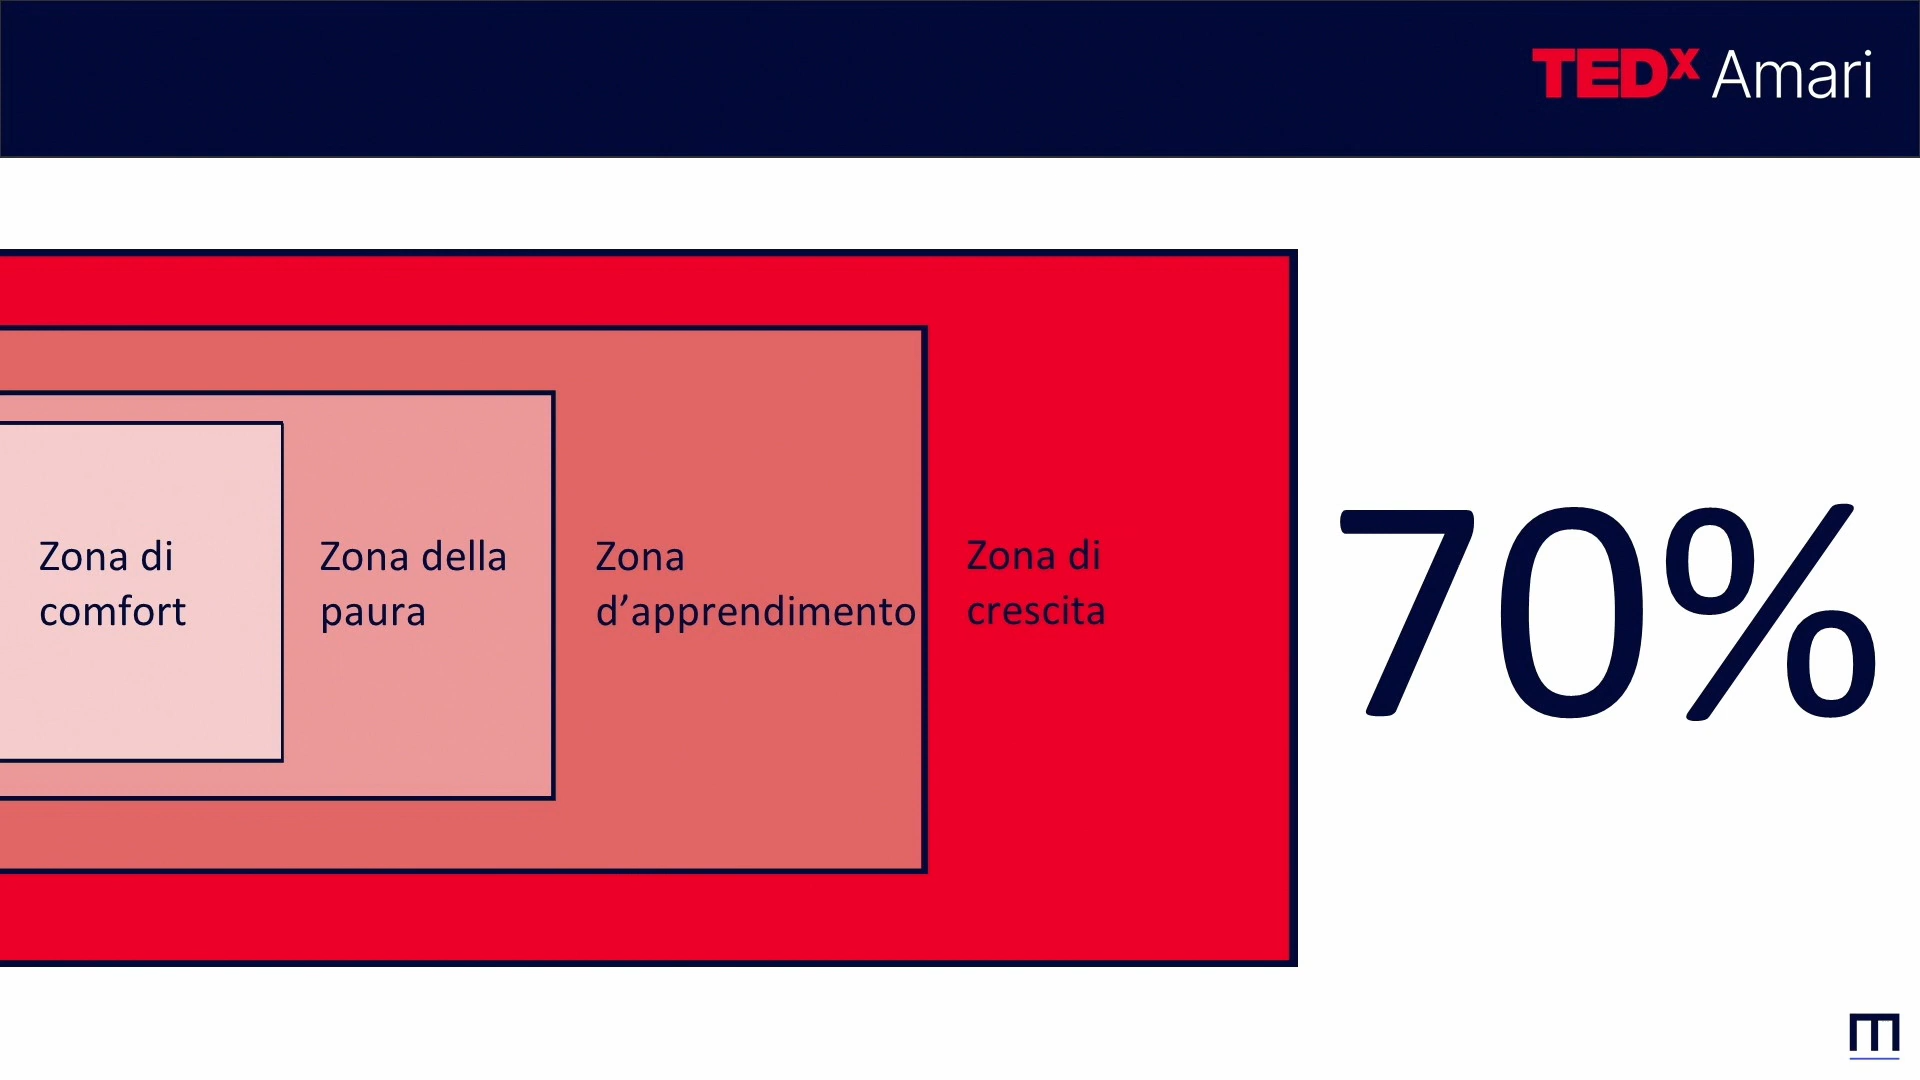 TEDx Amari
Zona di
comfort
Zona della
paura
Zona
d’apprendimento
Zona di
crescita
70%
m